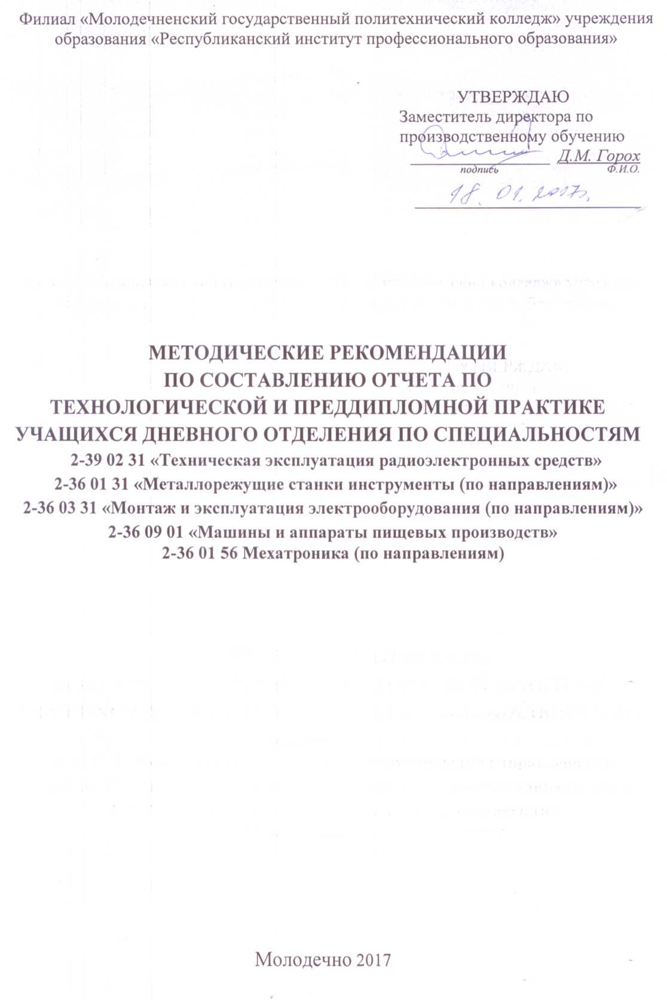 Филиал «Молодечненский государственный политехнический колледж» учреждения
образования «Республиканский институт профессионального образования»
УТВЕРЖДАЮ
Заместитель директора по
производственному обучению
Д.М. Горох
подпись Ф.И.О.
18. 01. 2017г.
МЕТОДИЧЕСКИЕ РЕКОМЕНДАЦИИ
ПО СОСТАВЛЕНИЮ ОТЧЕТА ПО
ТЕХНОЛОГИЧЕСКОЙ И ПРЕДДИПЛОМНОЙ ПРАКТИКЕ
УЧАЩИХСЯ ДНЕВНОГО ОТДЕЛЕНИЯ ПО СПЕЦИАЛЬНОСТЯМ
2-39 02 31 «Техническая эксплуатация радиоэлектронных средств»
2-36 01 31 «Металлорежущие станки инструменты (по направлениям)»
2-36 03 31 «Монтаж и эксплуатация электрооборудования (по направлениям)»
2-36 09 01 «Машины и аппараты пищевых производств»
2-36 01 56 Мехатроника (по направлениям)
Молодечно 2017